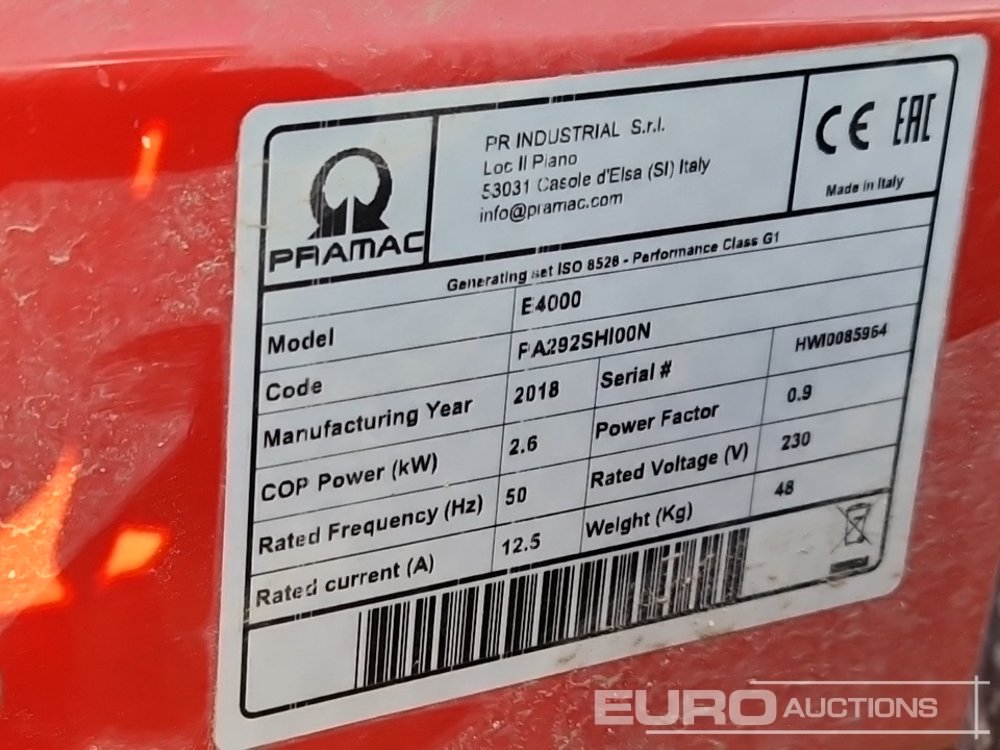 PRAMAC
PR INDUSTRIAL S.r.l.
Loc Il Piano
53031 Casole d'Elsa (SI) Italy
info@pramac.com
CE EAC
Made in Italy
Generating set ISO 8528 - Performance Class G1
Model E4000
Code PA292SHI00N
Manufacturing Year 2018 Serial # HWI0085964
COP Power (kW) 2.6 Power Factor 0.9
Rated Frequency (Hz) 50 Rated Voltage (V) 230
Rated current (A) 12.5 Weight (Kg) 48
EURO AUCTIONS